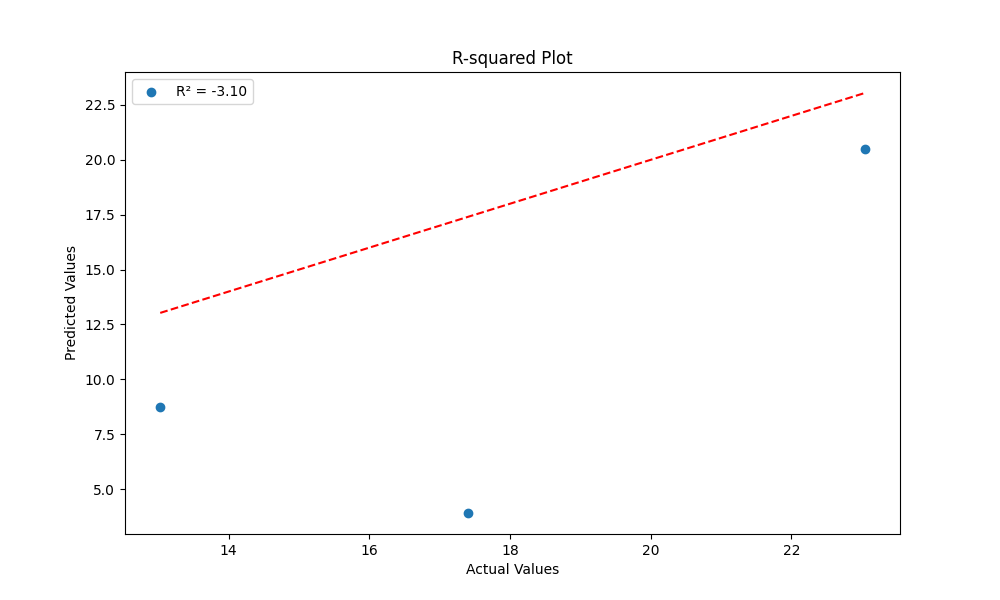 R-squared Plot
R² = -3.10
22.5
20.0
17.5
15.0
12.5
10.0
7.5
5.0
Predicted Values
14 16 18 20 22
Actual Values